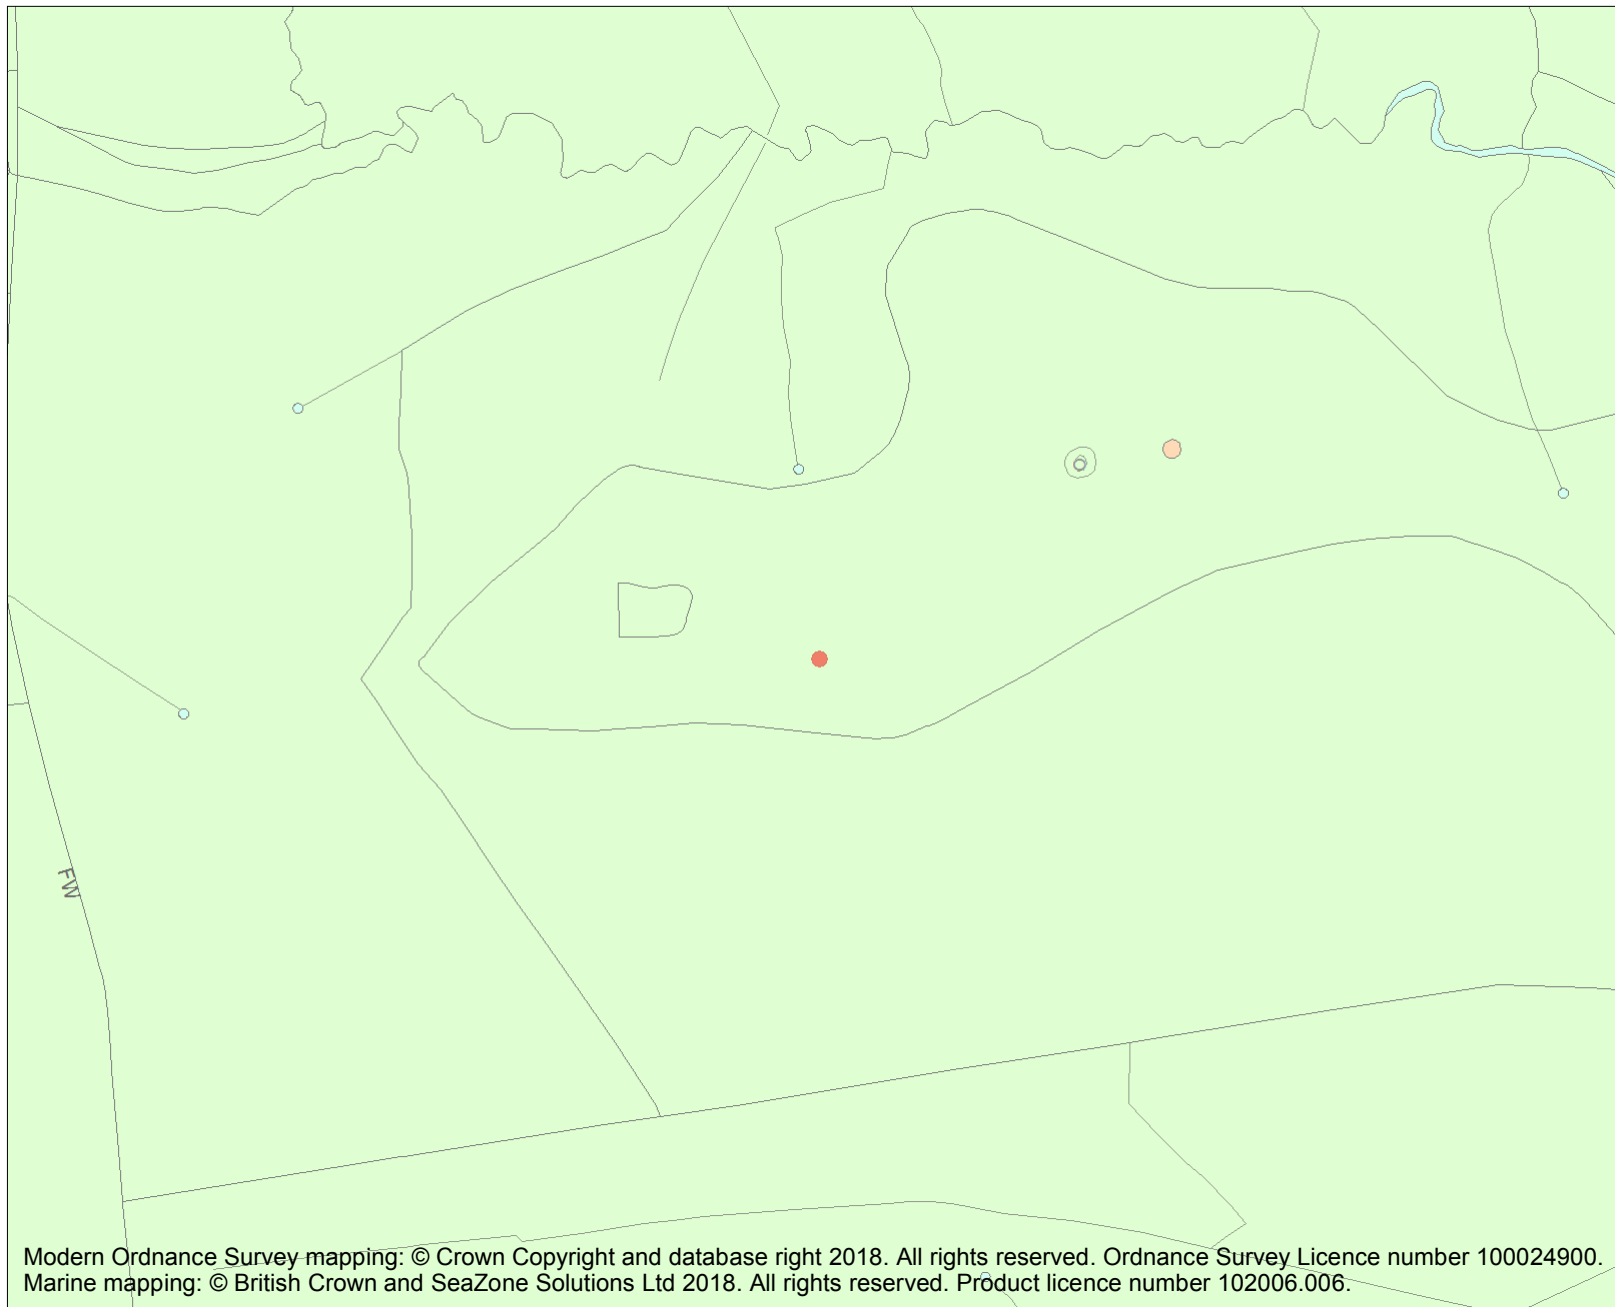 FW
Modern Ordnance Survey mapping: © Crown Copyright and database right 2018. All rights reserved. Ordnance Survey Licence number 100024900.
Marine mapping: © British Crown and SeaZone Solutions Ltd 2018. All rights reserved. Product licence number 102006.006.